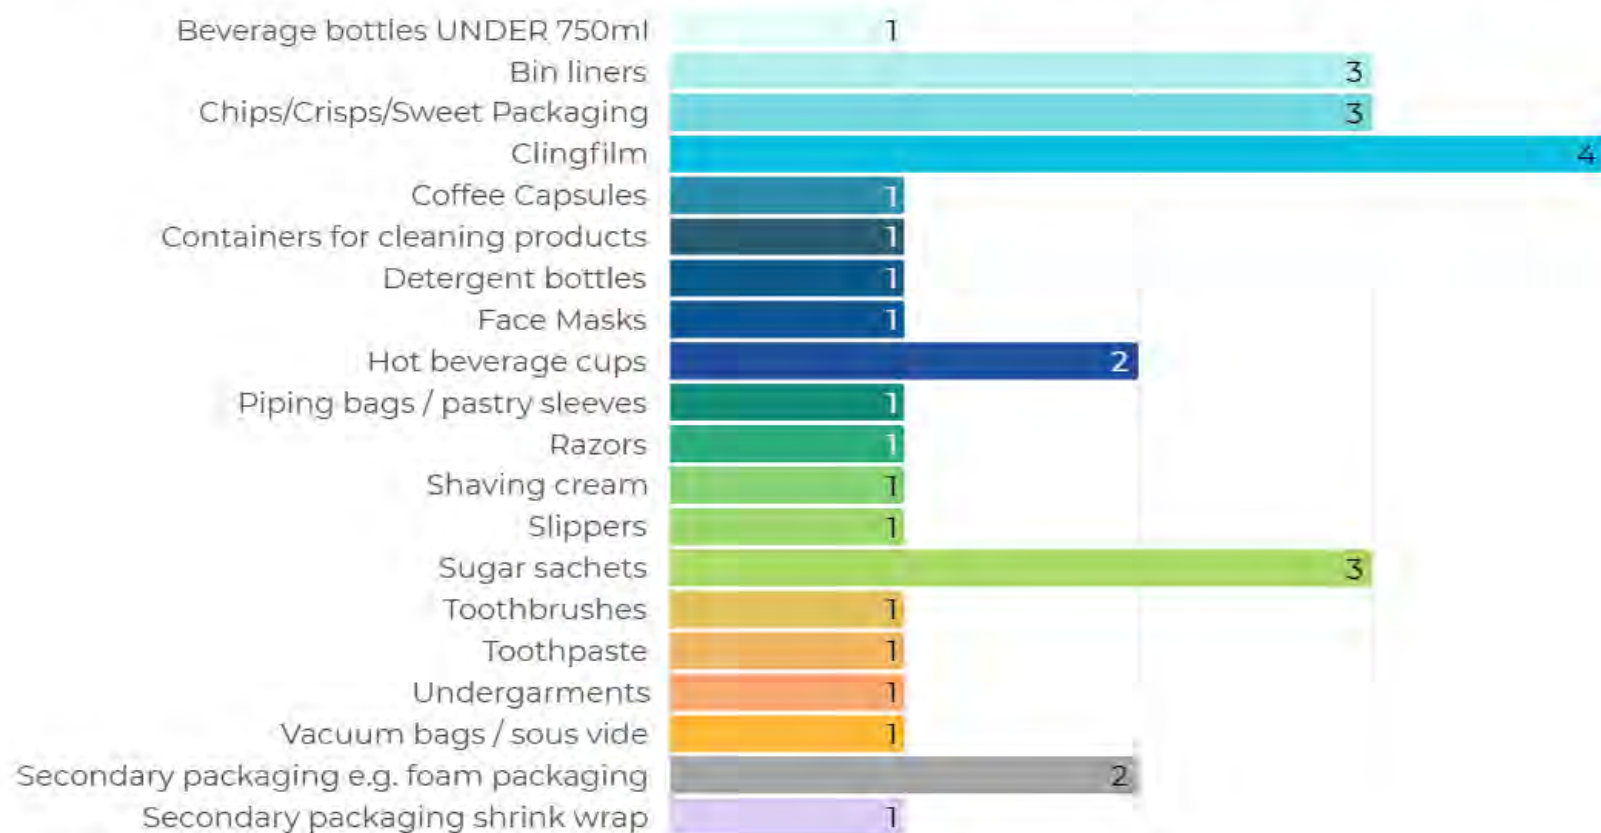 Beverage bottles UNDER 750ml 1
Bin liners 3
Chips/Crisps/Sweet Packaging 3
Clingfilm 4
Coffee Capsules 1
Containers for cleaning products 1
Detergent bottles 1
Face Masks 1
Hot beverage cups 2
Piping bags / pastry sleeves 1
Razors 1
Shaving cream 1
Slippers 1
Sugar sachets 3
Toothbrushes 1
Toothpaste 1
Undergarments 1
Vacuum bags / sous vide 1
Secondary packaging e.g. foam packaging 2
Secondary packaging shrink wrap 1